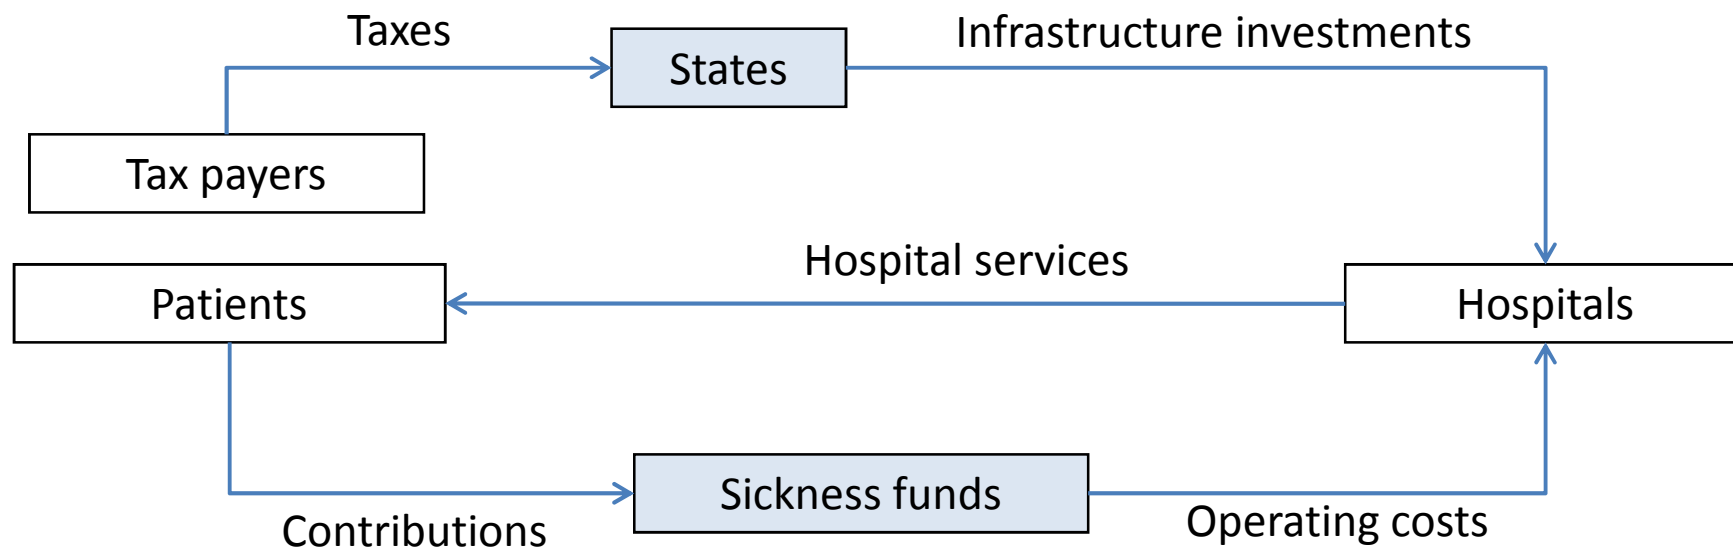 Taxes
Infrastructure investments
States
Tax payers
Hospital services
Patients
Hospitals
Sickness funds
Contributions
Operating costs